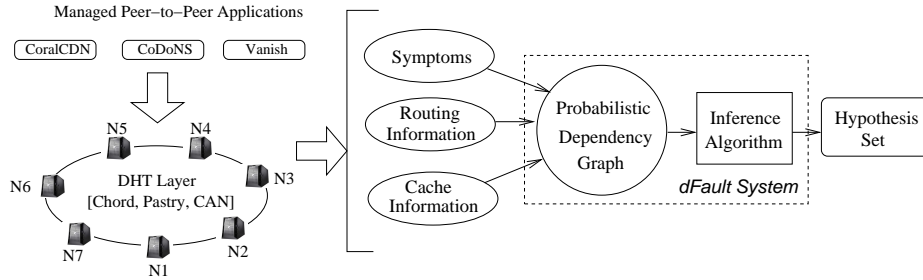 Managed Peer−to−Peer Applications
CoralCDN
CoDoNS
Vanish
N5
N4
N6
N3
DHT Layer
[Chord, Pastry, CAN]
N7
N2
N1
Symptoms
Routing
Information
Cache
Information
Probabilistic
Dependency
Graph
Inference
Algorithm
dFault System
Hypothesis
Set